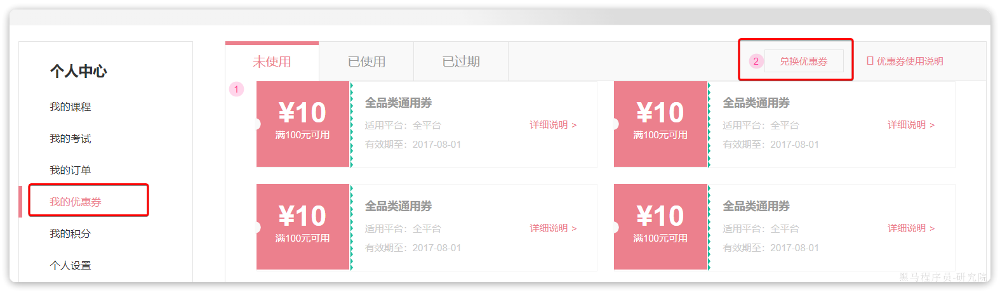 个人中心
我的课程
我的考试
我的订单
我的优惠券
我的积分
个人设置
未使用 已使用 已过期 2 兑换优惠券 优惠券使用说明
1
¥10
满100元可用
全品类通用券
适用平台：全平台
有效期至：2017-08-01
详细说明 >
¥10
满100元可用
全品类通用券
适用平台：全平台
有效期至：2017-08-01
详细说明 >
¥10
满100元可用
全品类通用券
适用平台：全平台
有效期至：2017-08-01
详细说明 >
¥10
满100元可用
全品类通用券
适用平台：全平台
有效期至：2017-08-01
详细说明 >
黑马程序员-研究院